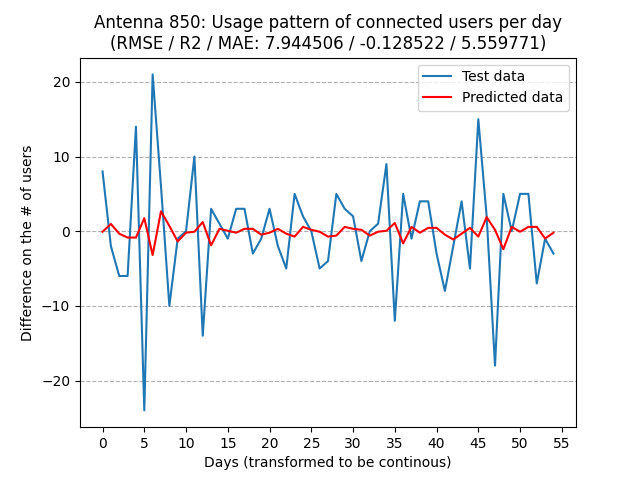 Antenna 850: Usage pattern of connected users per day
(RMSE / R2 / MAE: 7.944506 / -0.128522 / 5.559771)
Test data
Predicted data
Difference on the # of users
20
10
0
−10
−20
0 5 10 15 20 25 30 35 40 45 50 55
Days (transformed to be continous)